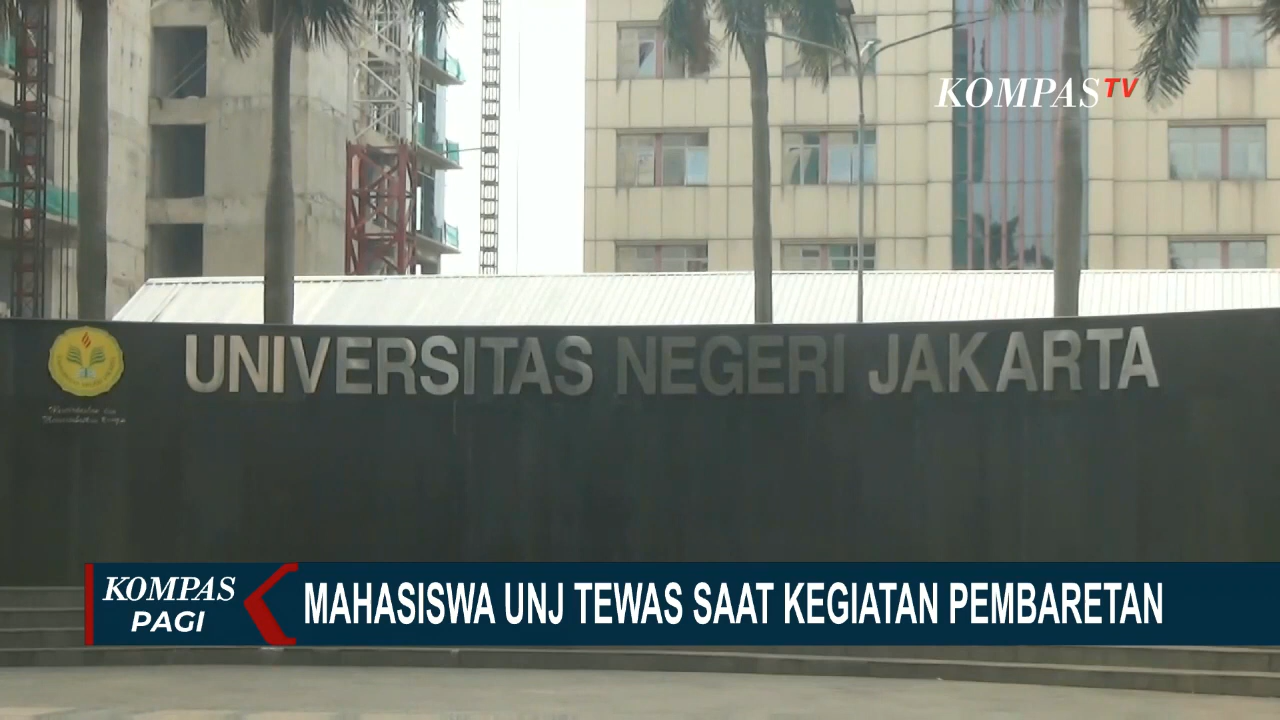 KOMPASTV
UNIVERSITAS NEGERI JAKARTA
KOMPAS
PAGI
MAHASISWA UNJ TEWAS SAAT KEGIATAN PEMBARETAN